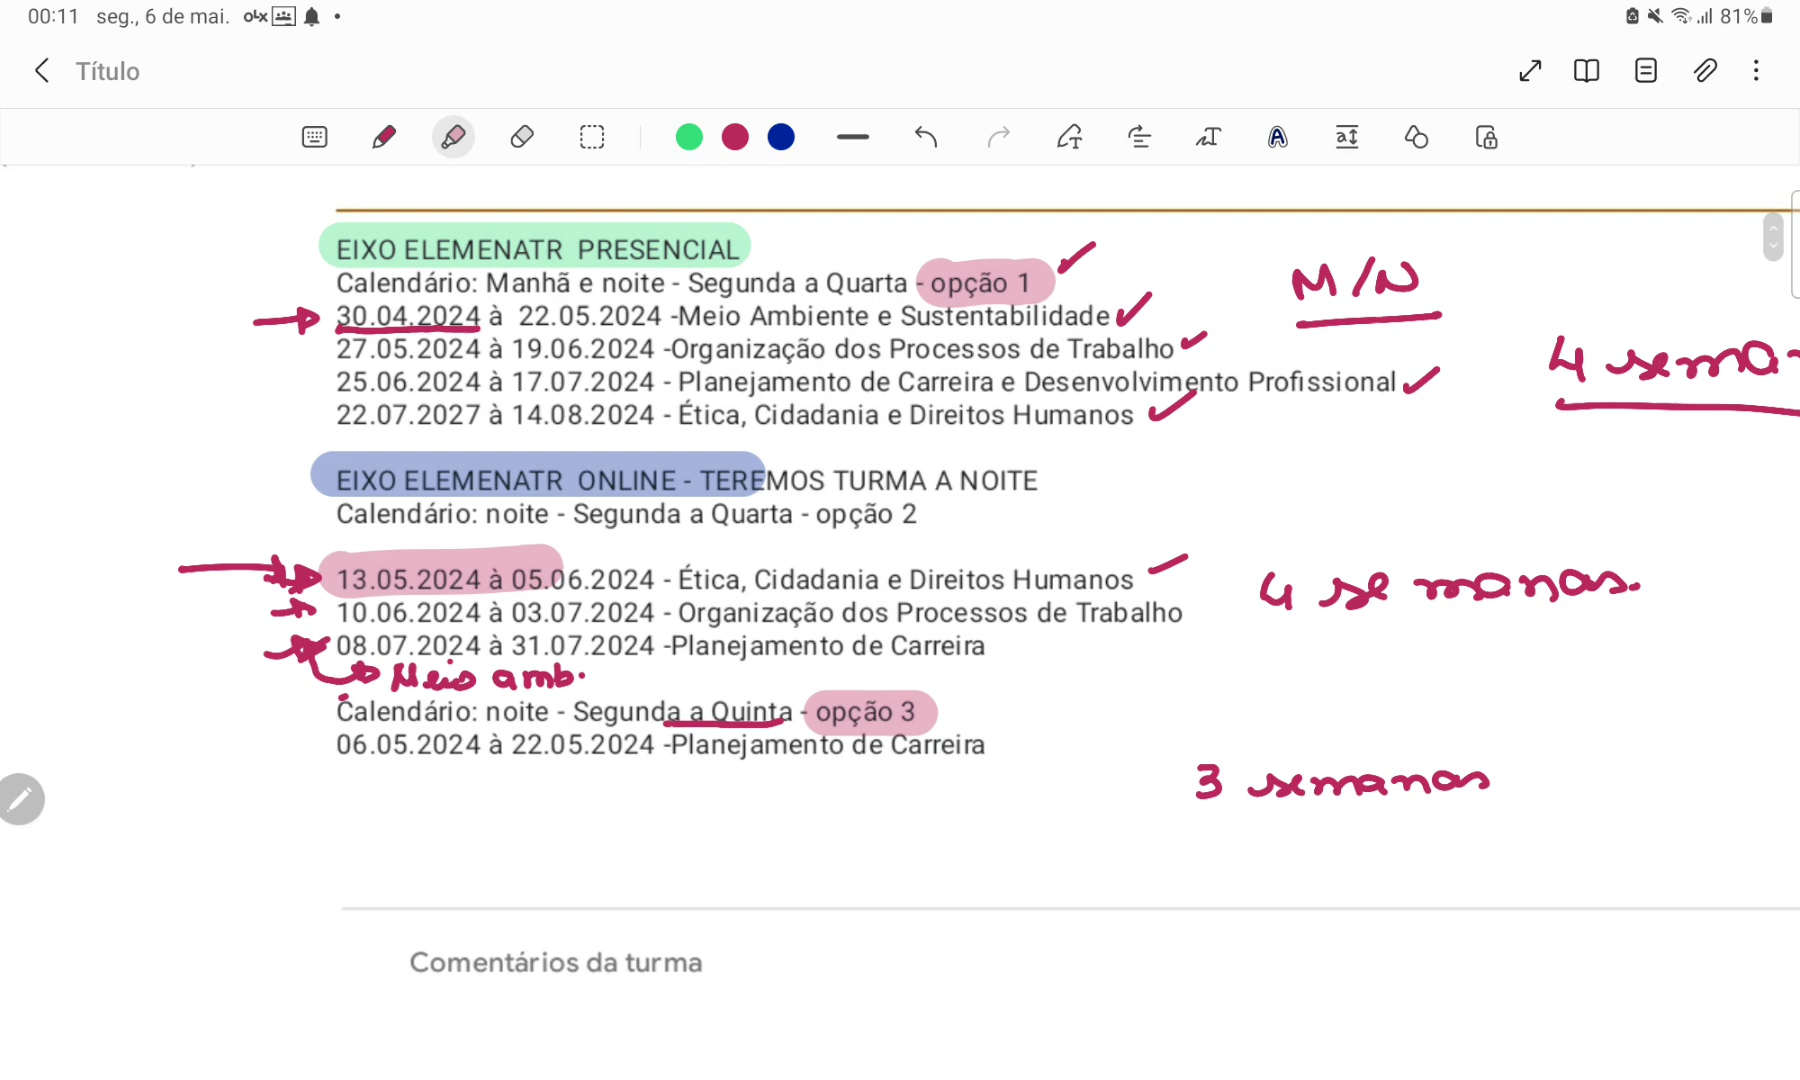 00:11 seg., 6 de mai. olx
81%
Título
EIXO ELEMENATR PRESENCIAL
Calendário: Manhã e noite - Segunda a Quarta - opção 1
M/N
30.04.2024 à 22.05.2024 -Meio Ambiente e Sustentabilidade
27.05.2024 à 19.06.2024 -Organização dos Processos de Trabalho
4 sema
25.06.2024 à 17.07.2024 - Planejamento de Carreira e Desenvolvimento Profissional
22.07.2027 à 14.08.2024 - Ética, Cidadania e Direitos Humanos
EIXO ELEMENATR ONLINE - TEREMOS TURMA A NOITE
Calendário: noite - Segunda a Quarta - opção 2
13.05.2024 à 05.06.2024 - Ética, Cidadania e Direitos Humanos
4 semanas.
10.06.2024 à 03.07.2024 - Organização dos Processos de Trabalho
08.07.2024 à 31.07.2024 -Planejamento de Carreira
Meio amb.
Calendário: noite - Segunda a Quinta - opção 3
06.05.2024 à 22.05.2024 -Planejamento de Carreira
3 semanas
Comentários da turma